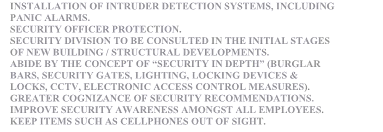 INSTALLATION OF INTRUDER DETECTION SYSTEMS, INCLUDING
PANIC ALARMS.
SECURITY OFFICER PROTECTION.
SECURITY DIVISION TO BE CONSULTED IN THE INITIAL STAGES
OF NEW BUILDING / STRUCTURAL DEVELOPMENTS.
ABIDE BY THE CONCEPT OF “SECURITY IN DEPTH” (BURGLAR
BARS, SECURITY GATES, LIGHTING, LOCKING DEVICES &
LOCKS, CCTV, ELECTRONIC ACCESS CONTROL MEASURES).
GREATER COGNIZANCE OF SECURITY RECOMMENDATIONS.
IMPROVE SECURITY AWARENESS AMONGST ALL EMPLOYEES.
KEEP ITEMS SUCH AS CELLPHONES OUT OF SIGHT.